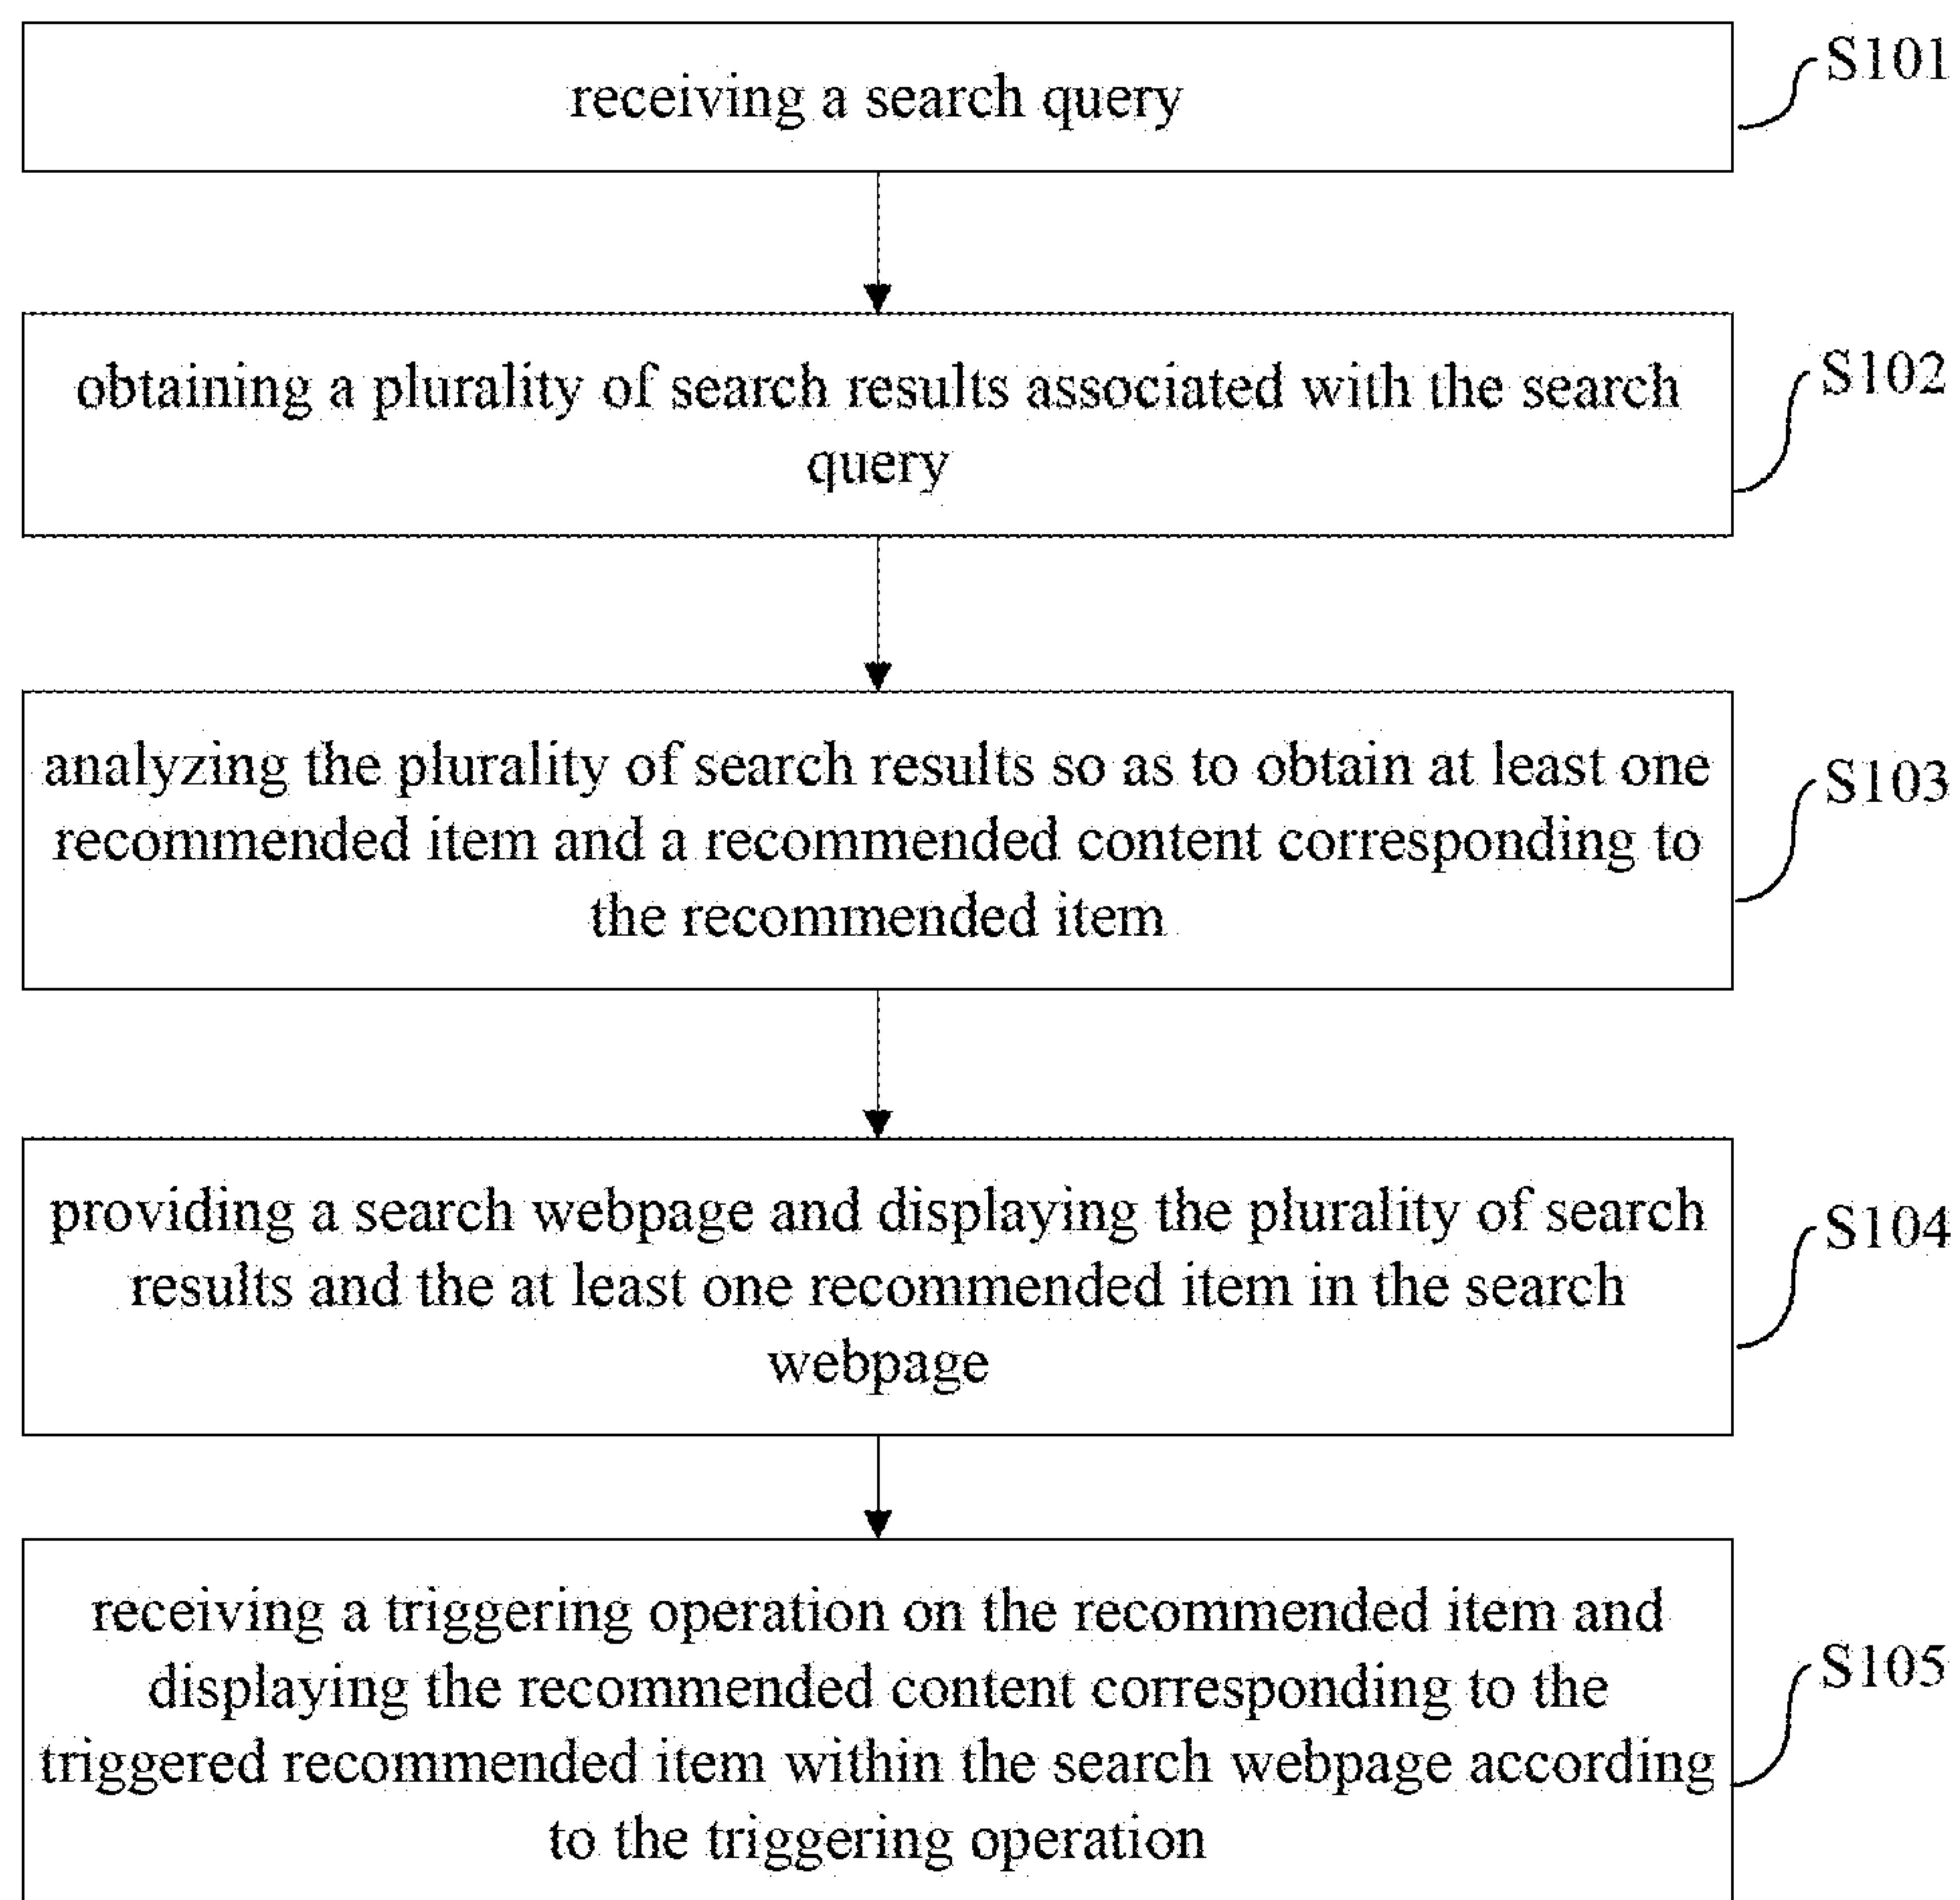 receiving a search query
S101
obtaining a plurality of search results associated with the search
query
S102
analyzing the plurality of search results so as to obtain at least one
recommended item and a recommended content corresponding to
the recommended item
S103
providing a search webpage and displaying the plurality of search
results and the at least one recommended item in the search
webpage
S104
receiving a triggering operation on the recommended item and
displaying the recommended content corresponding to the
triggered recommended item within the search webpage according
to the triggering operation
S105